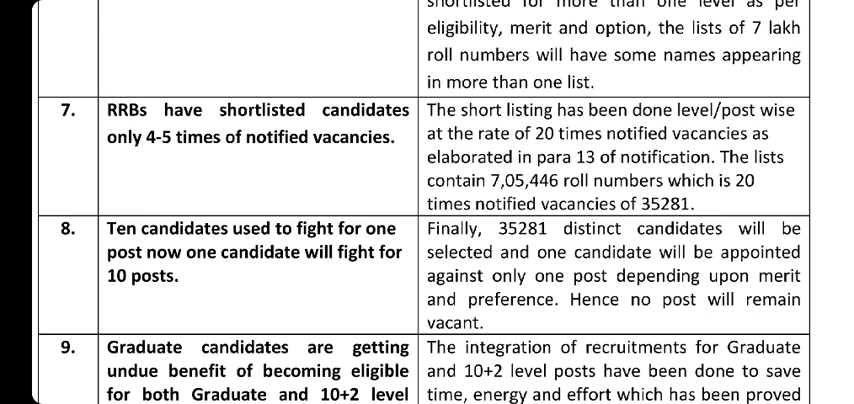 shortlisted for more than one level as per
eligibility, merit and option, the lists of 7 lakh
roll numbers will have some names appearing
in more than one list.
7.
RRBs have shortlisted candidates
only 4-5 times of notified vacancies.
The short listing has been done level/post wise
at the rate of 20 times notified vacancies as
elaborated in para 13 of notification. The lists
contain 7,05,446 roll numbers which is 20
times notified vacancies of 35281.
8.
Ten candidates used to fight for one
post now one candidate will fight for
10 posts.
Finally, 35281 distinct candidates will be
selected and one candidate will be appointed
against only one post depending upon merit
and preference. Hence no post will remain
vacant.
9.
Graduate candidates are getting
undue benefit of becoming eligible
for both Graduate and 10+2 level
The integration of recruitments for Graduate
and 10+2 level posts have been done to save
time, energy and effort which has been proved